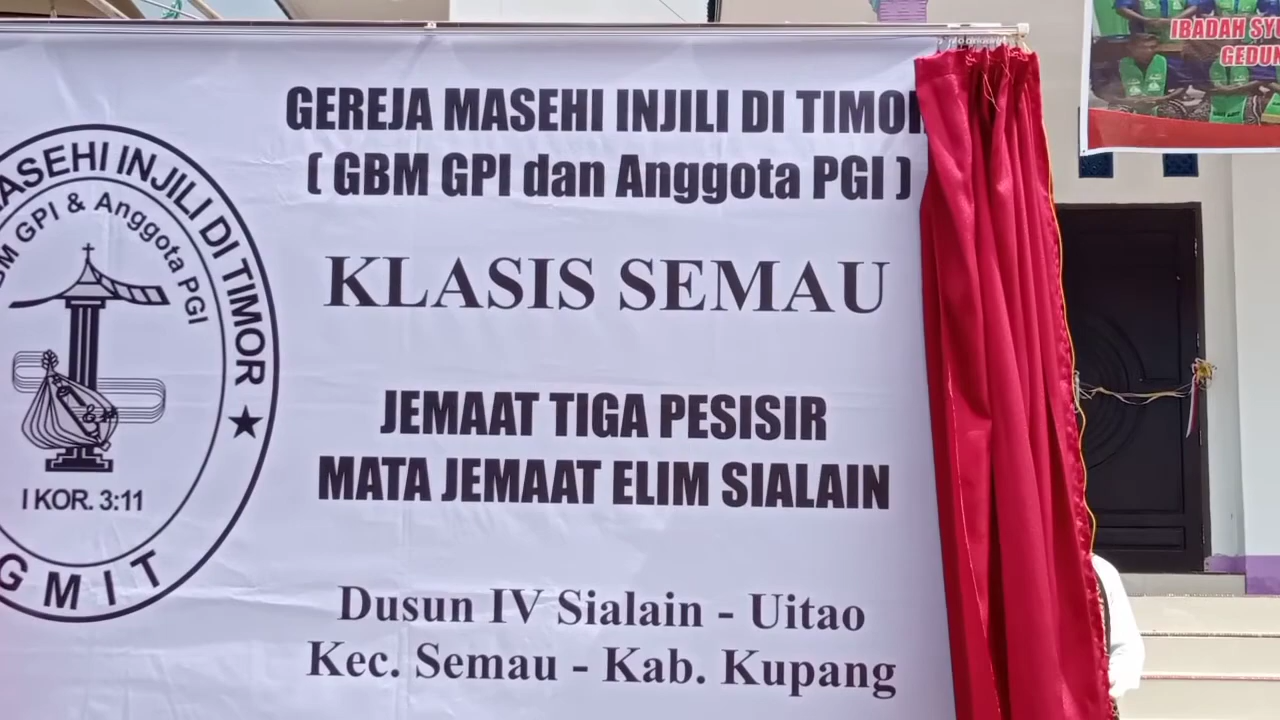 GEREJA MASEHI INJILI DI TIMOR
( GBM GPI dan Anggota PGI )
KLASIS SEMAU
JEMAAT TIGA PESISIR
MATA JEMAAT ELIM SIALAIN
Dusun IV Sialain - Uitao
Kec. Semau - Kab. Kupang
MASEHI INJILI DI TIMOR
GBM GPI & Anggota PGI
I KOR. 3:11
GMIT
IBADAH